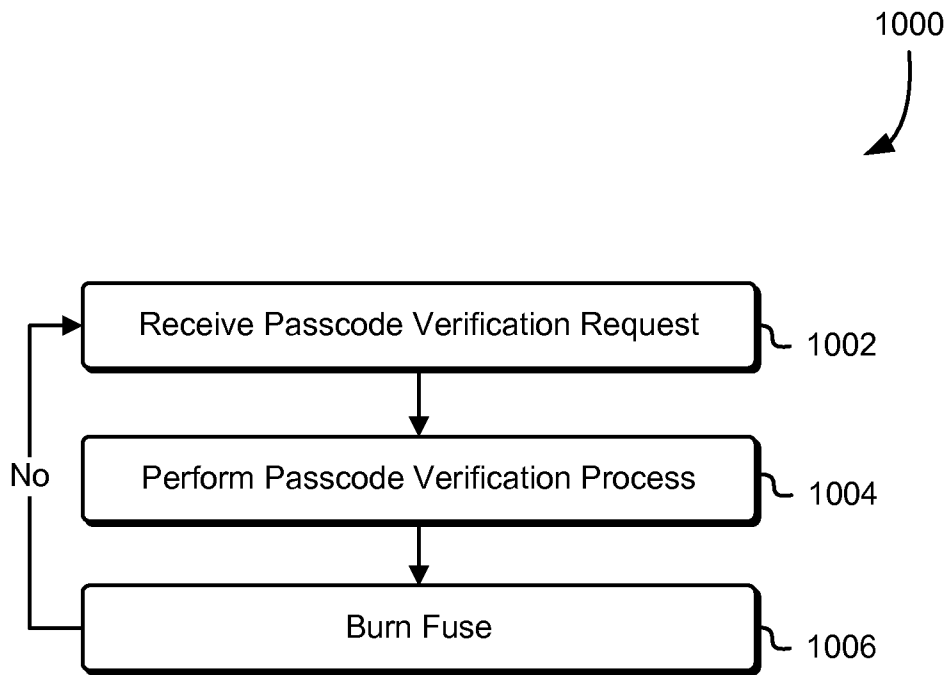 1000
Receive Passcode Verification Request
1002
Perform Passcode Verification Process
1004
No
Burn Fuse
1006